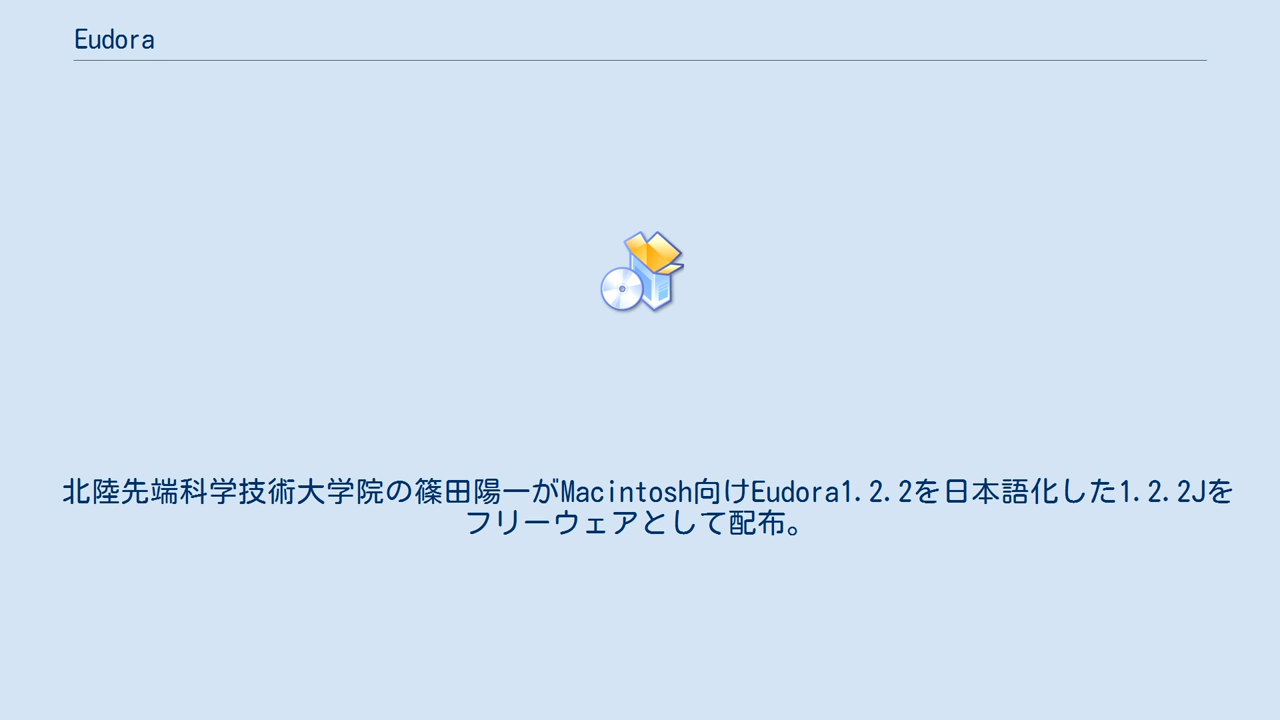 Eudora
北陸先端科学技術大学院の篠田陽一がMacintosh向けEudora1.2.2を日本語化した1.2.2Jを
フリーウェアとして配布。